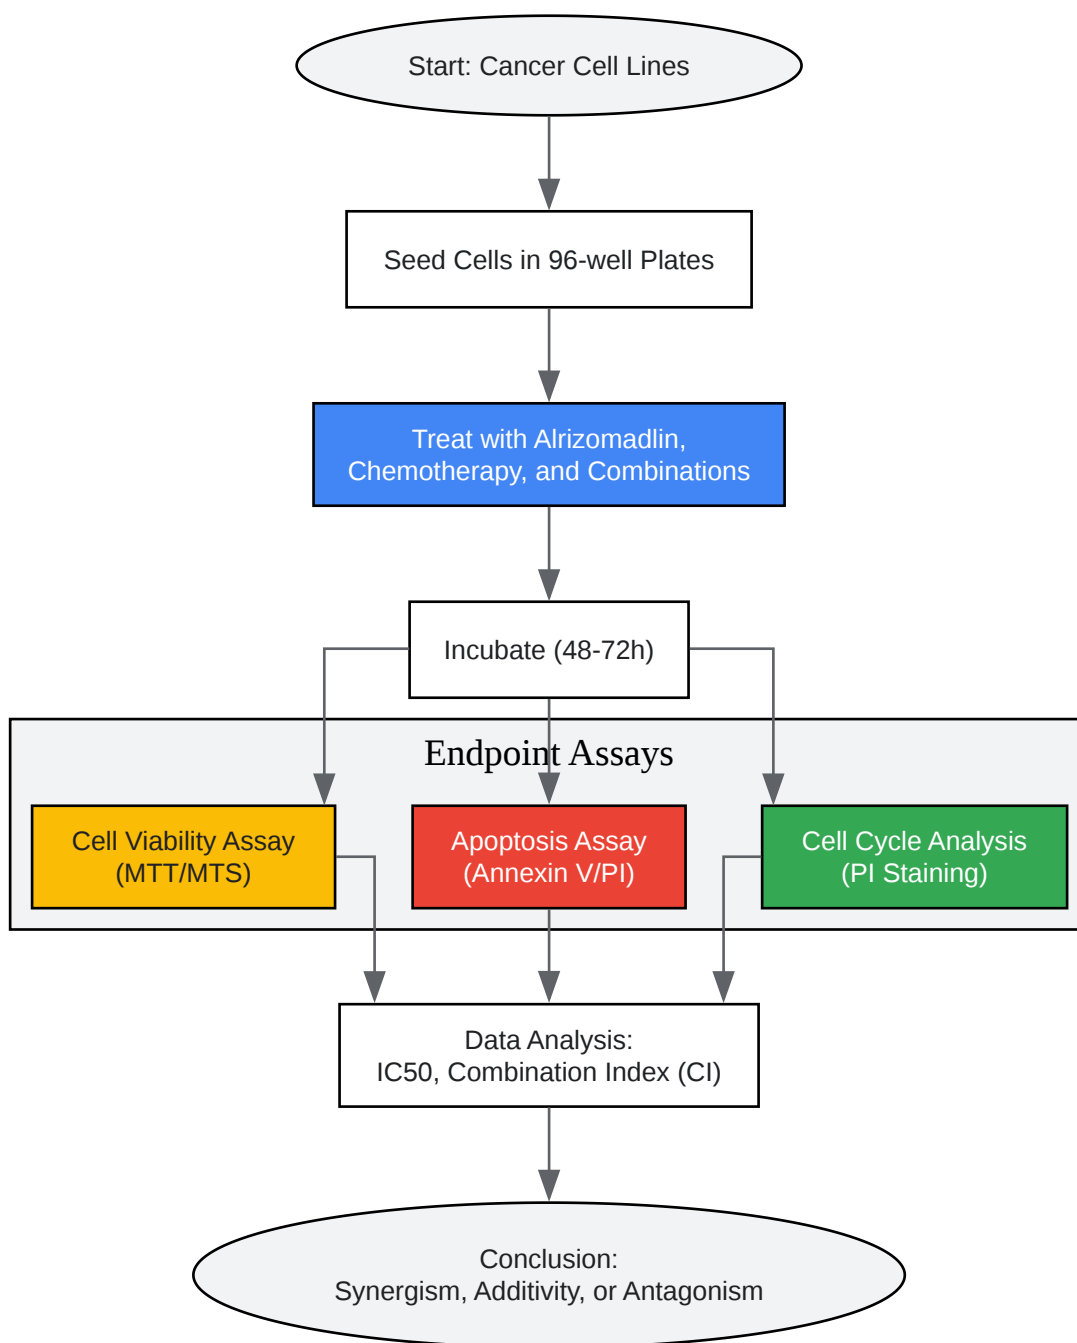 Start: Cancer Cell Lines
Seed Cells in 96-well Plates
Treat with Alrizomadlin,
Chemotherapy, and Combinations
Incubate (48-72h)
Endpoint Assays
Cell Viability Assay
(MTT/MTS)
Apoptosis Assay
(Annexin V/PI)
Cell Cycle Analysis
(PI Staining)
Data Analysis:
IC50, Combination Index (CI)
Conclusion:
Synergism, Additivity, or Antagonism